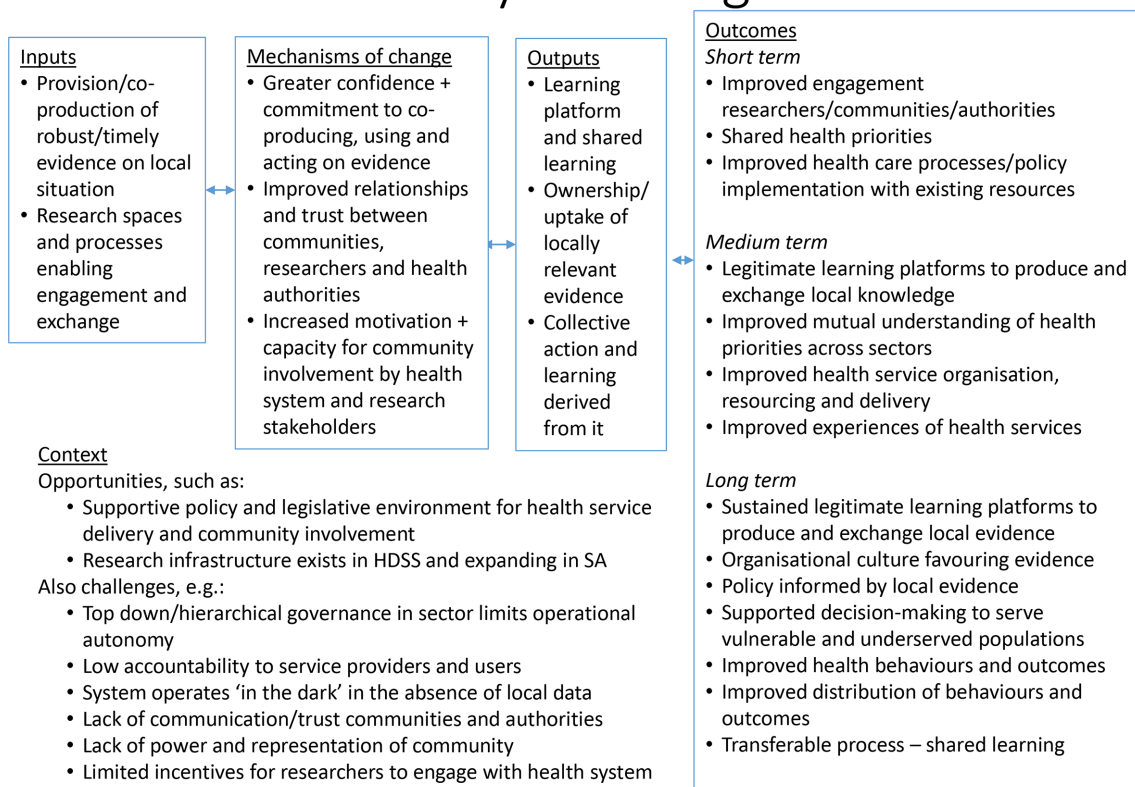 Inputs
• Provision/co-
production of
robust/timely
evidence on local
situation
• Research spaces
and processes
enabling
engagement and
exchange
Mechanisms of change
• Greater confidence +
commitment to co-
producing, using and
acting on evidence
• Improved relationships
and trust between
communities,
researchers and health
authorities
• Increased motivation +
capacity for community
involvement by health
system and research
stakeholders
Outputs
• Learning
platform
and shared
learning
• Ownership/
uptake of
locally
relevant
evidence
• Collective
action and
learning
derived
from it
Outcomes
Short term
• Improved engagement
researchers/communities/authorities
• Shared health priorities
• Improved health care processes/policy
implementation with existing resources
Medium term
• Legitimate learning platforms to produce and
exchange local knowledge
• Improved mutual understanding of health
priorities across sectors
• Improved health service organisation,
resourcing and delivery
• Improved experiences of health services
Long term
• Sustained legitimate learning platforms to
produce and exchange local evidence
• Organisational culture favouring evidence
• Policy informed by local evidence
• Supported decision-making to serve
vulnerable and underserved populations
• Improved health behaviours and outcomes
• Improved distribution of behaviours and
outcomes
• Transferable process – shared learning
Context
Opportunities, such as:
• Supportive policy and legislative environment for health service
delivery and community involvement
• Research infrastructure exists in HDSS and expanding in SA
Also challenges, e.g.:
• Top down/hierarchical governance in sector limits operational
autonomy
• Low accountability to service providers and users
• System operates ‘in the dark’ in the absence of local data
• Lack of communication/trust communities and authorities
• Lack of power and representation of community
• Limited incentives for researchers to engage with health system